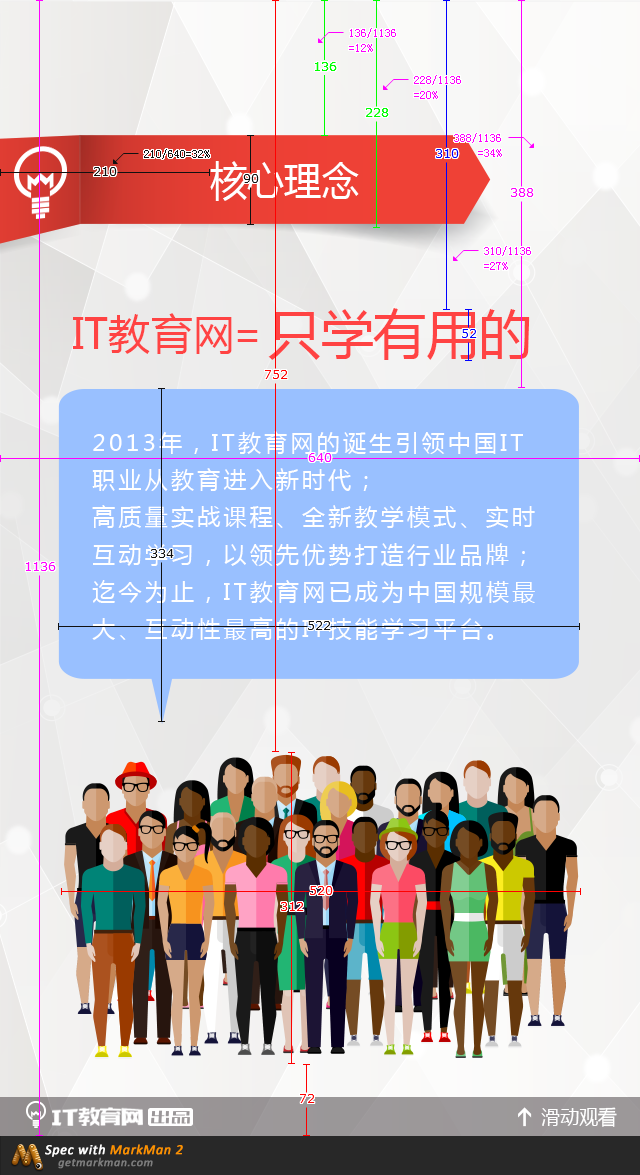 136/1136
=12%
136
228/1136
=20%
228
388/1136
=34%
310
210/640=32%
210
核心理念
90
388
310/1136
=27%
IT教育网=只学有用的
52
752
2013年，IT教育网的诞生引领中国IT
640
职业从教育进入新时代；
高质量实战课程、全新教学模式、实时
互动学习，以领先优势打造行业品牌；
334
1136
迄今为止，IT教育网已成为中国规模最
大、互动性最高的IT技能学习平台。
522
520
312
72
IT教育网 出品
滑动观看
Spec with MarkMan 2
getmarkman.com